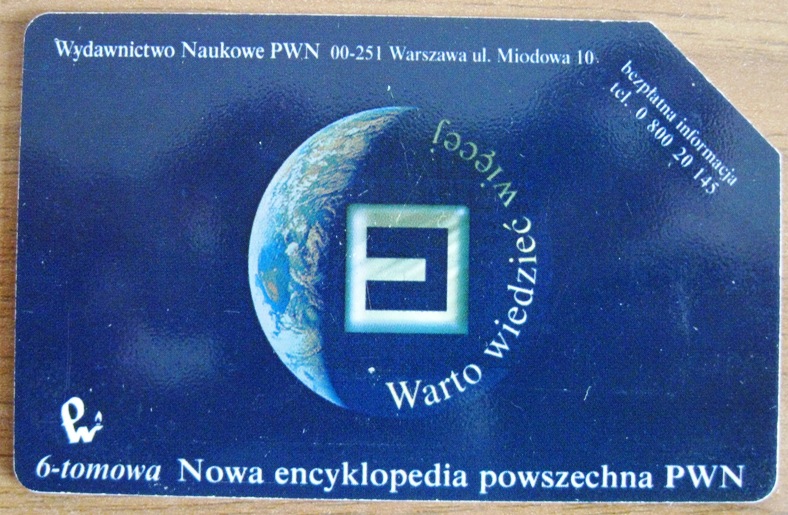 Wydawnictwo Naukowe PWN 00-251 Warszawa ul. Miodowa 10
bezpłatna informacja
tel. 0 800 20 145
Warto wiedzieć więcej
E
PW
6-tomowa Nowa encyklopedia powszechna PWN